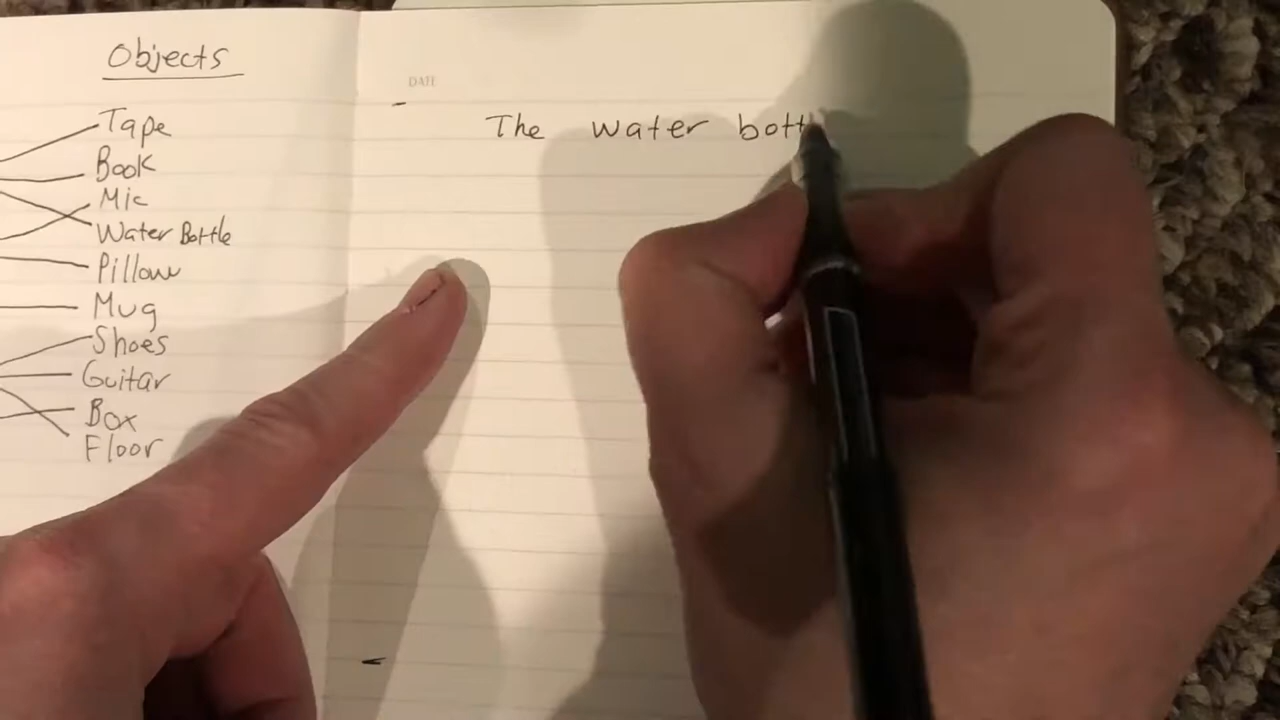 Objects
Tape
Book
Mic
Water Bottle
Pillow
Mug
Shoes
Guitar
Box
Floor
DATE
The water bott